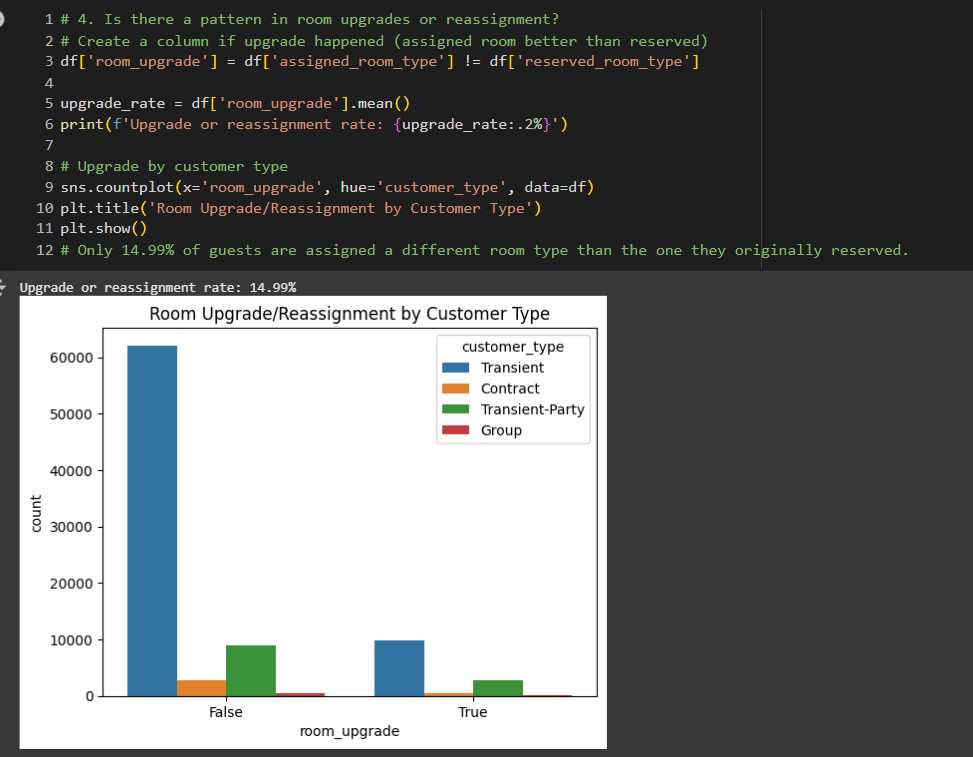 1 # 4. Is there a pattern in room upgrades or reassignment?
2 # Create a column if upgrade happened (assigned room better than reserved)
3 df['room_upgrade'] = df['assigned_room_type'] != df['reserved_room_type']
4
5 upgrade_rate = df['room_upgrade'].mean()
6 print(f'Upgrade or reassignment rate: {upgrade_rate:.2%}')
7
8 # Upgrade by customer type
9 sns.countplot(x='room_upgrade', hue='customer_type', data=df)
10 plt.title('Room Upgrade/Reassignment by Customer Type')
11 plt.show()
12 # Only 14.99% of guests are assigned a different room type than the one they originally reserved.
Upgrade or reassignment rate: 14.99%
Room Upgrade/Reassignment by Customer Type
customer_type
Transient
Contract
Transient-Party
Group
60000
50000
40000
30000
20000
10000
0
count
False
True
room_upgrade